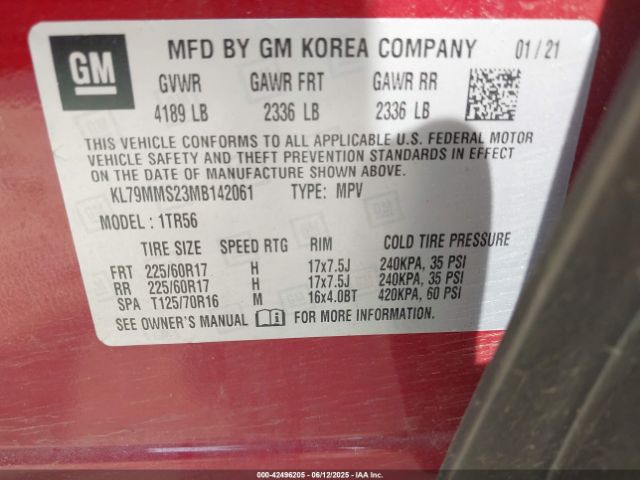 GM MFD BY GM KOREA COMPANY 01/21
GVWR GAWR FRT GAWR RR
4189 LB 2336 LB 2336 LB
THIS VEHICLE CONFORMS TO ALL APPLICABLE U.S. FEDERAL MOTOR
VEHICLE SAFETY AND THEFT PREVENTION STANDARDS IN EFFECT
ON THE DATE OF MANUFACTURE SHOWN ABOVE.
KL79MMS23MB142061 TYPE: MPV
MODEL : 1TR56
TIRE SIZE SPEED RTG RIM COLD TIRE PRESSURE
FRT 225/60R17 H 17x7.5J 240KPA, 35 PSI
RR 225/60R17 H 17x7.5J 240KPA, 35 PSI
SPA T125/70R16 M 16x4.0BT 420KPA, 60 PSI
SEE OWNER'S MANUAL FOR MORE INFORMATION
000-42496205 - 06/12/2025 - IAAI.COM